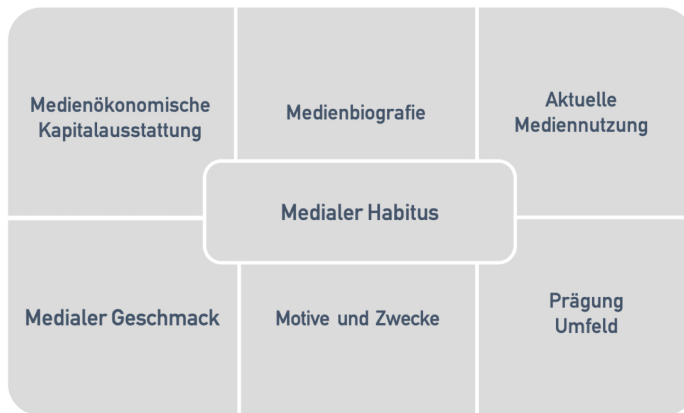 Medienökonomische
Kapitalausstattung
Medienbiografie
Aktuelle
Mediennutzung
Medialer Habitus
Medialer Geschmack
Motive und Zwecke
Prägung
Umfeld